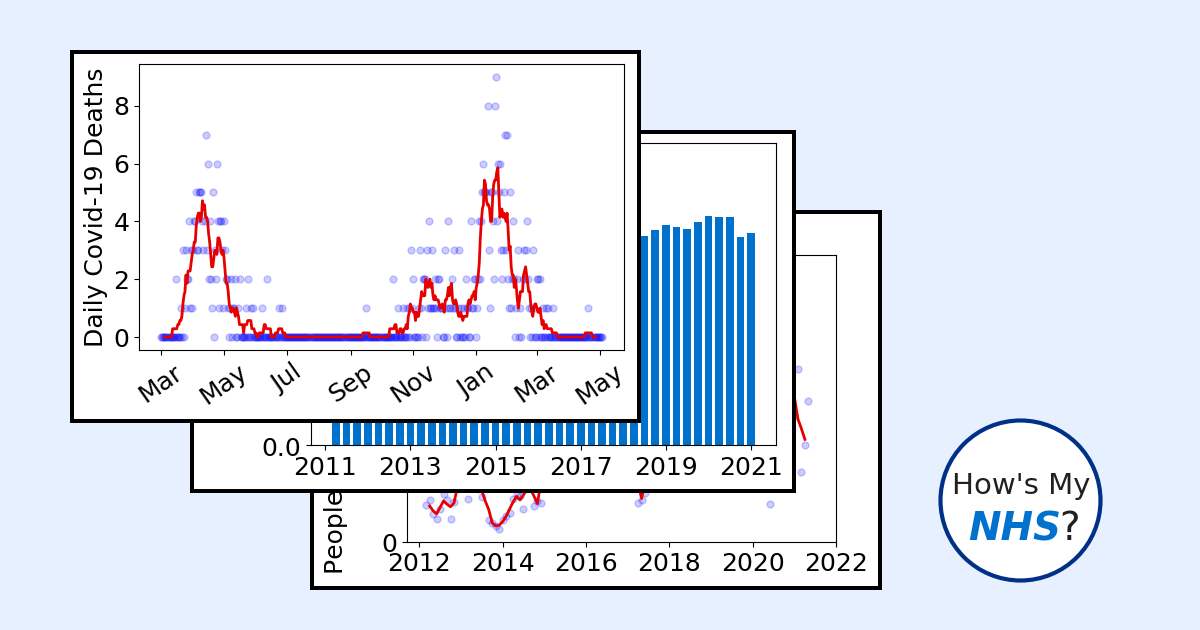 Daily Covid-19 Deaths
8
6
4
2
0
Mar May Jul Sep Nov Jan Mar May
0.0
2011 2013 2015 2017 2019 2021
People
0
2012 2014 2016 2018 2020 2022
How's My
NHS?